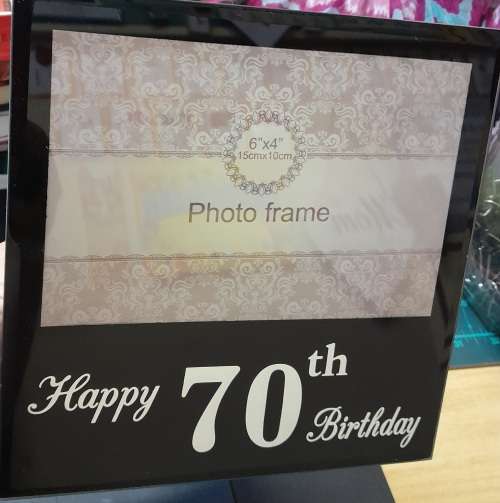 6"x4"
15cmx10cm
Photo frame
Happy 70th Birthday